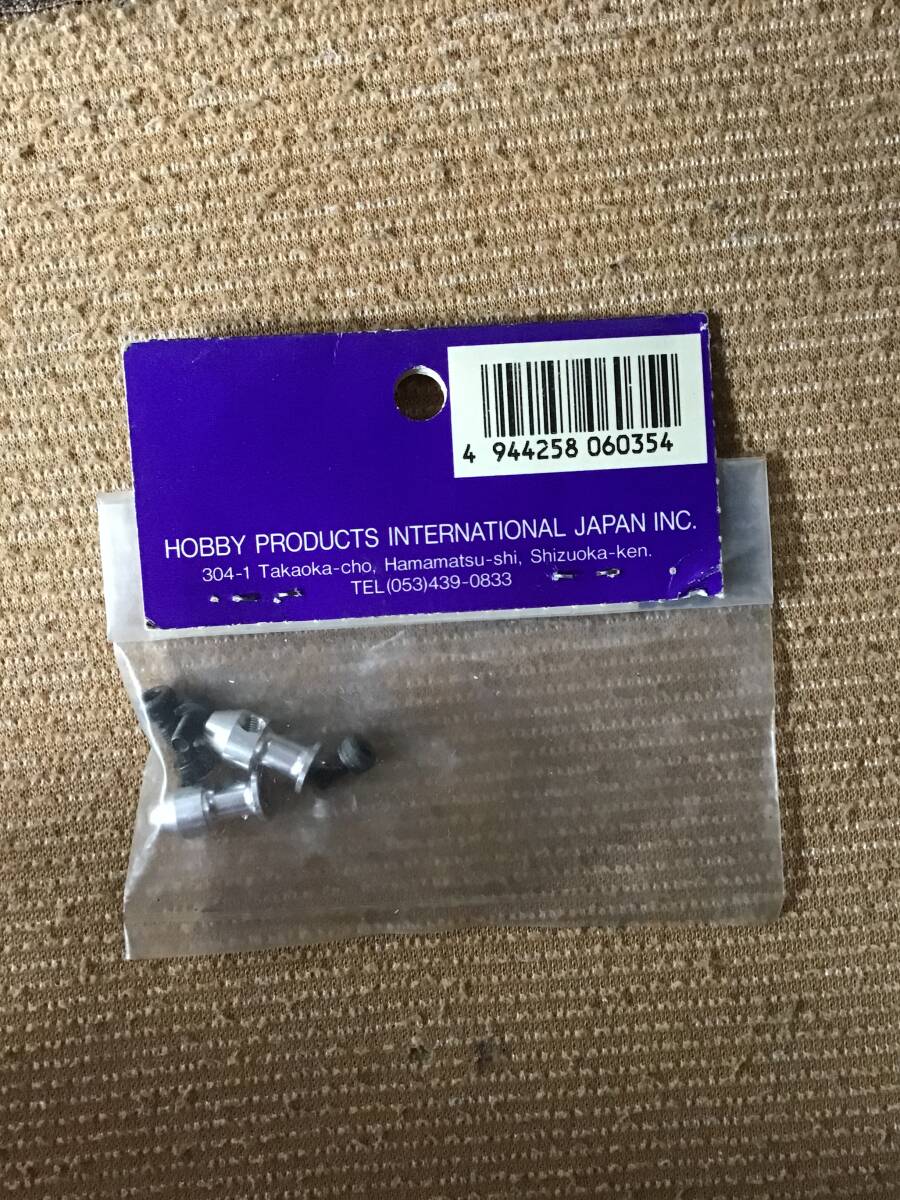 4 944258 060354
HOBBY PRODUCTS INTERNATIONAL JAPAN INC.
304-1 Takaoka-cho, Hamamatsu-shi, Shizuoka-ken.
TEL(053)439-0833